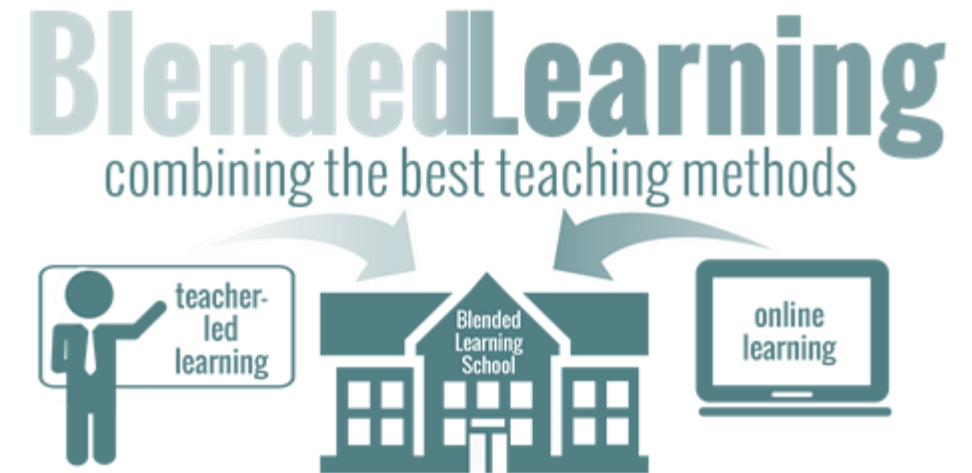 BlendedLearning
combining the best teaching methods
teacher-
led
learning
Blended
Learning
School
online
learning